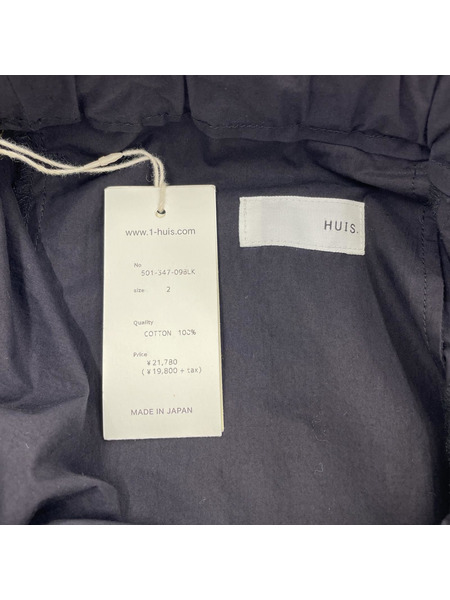 www.1-huis.com
No
501-347-09BLK
size: 2
Quality
COTTON 100%
Price
¥21,780
(¥19,800+tax)
MADE IN JAPAN
HUIS.